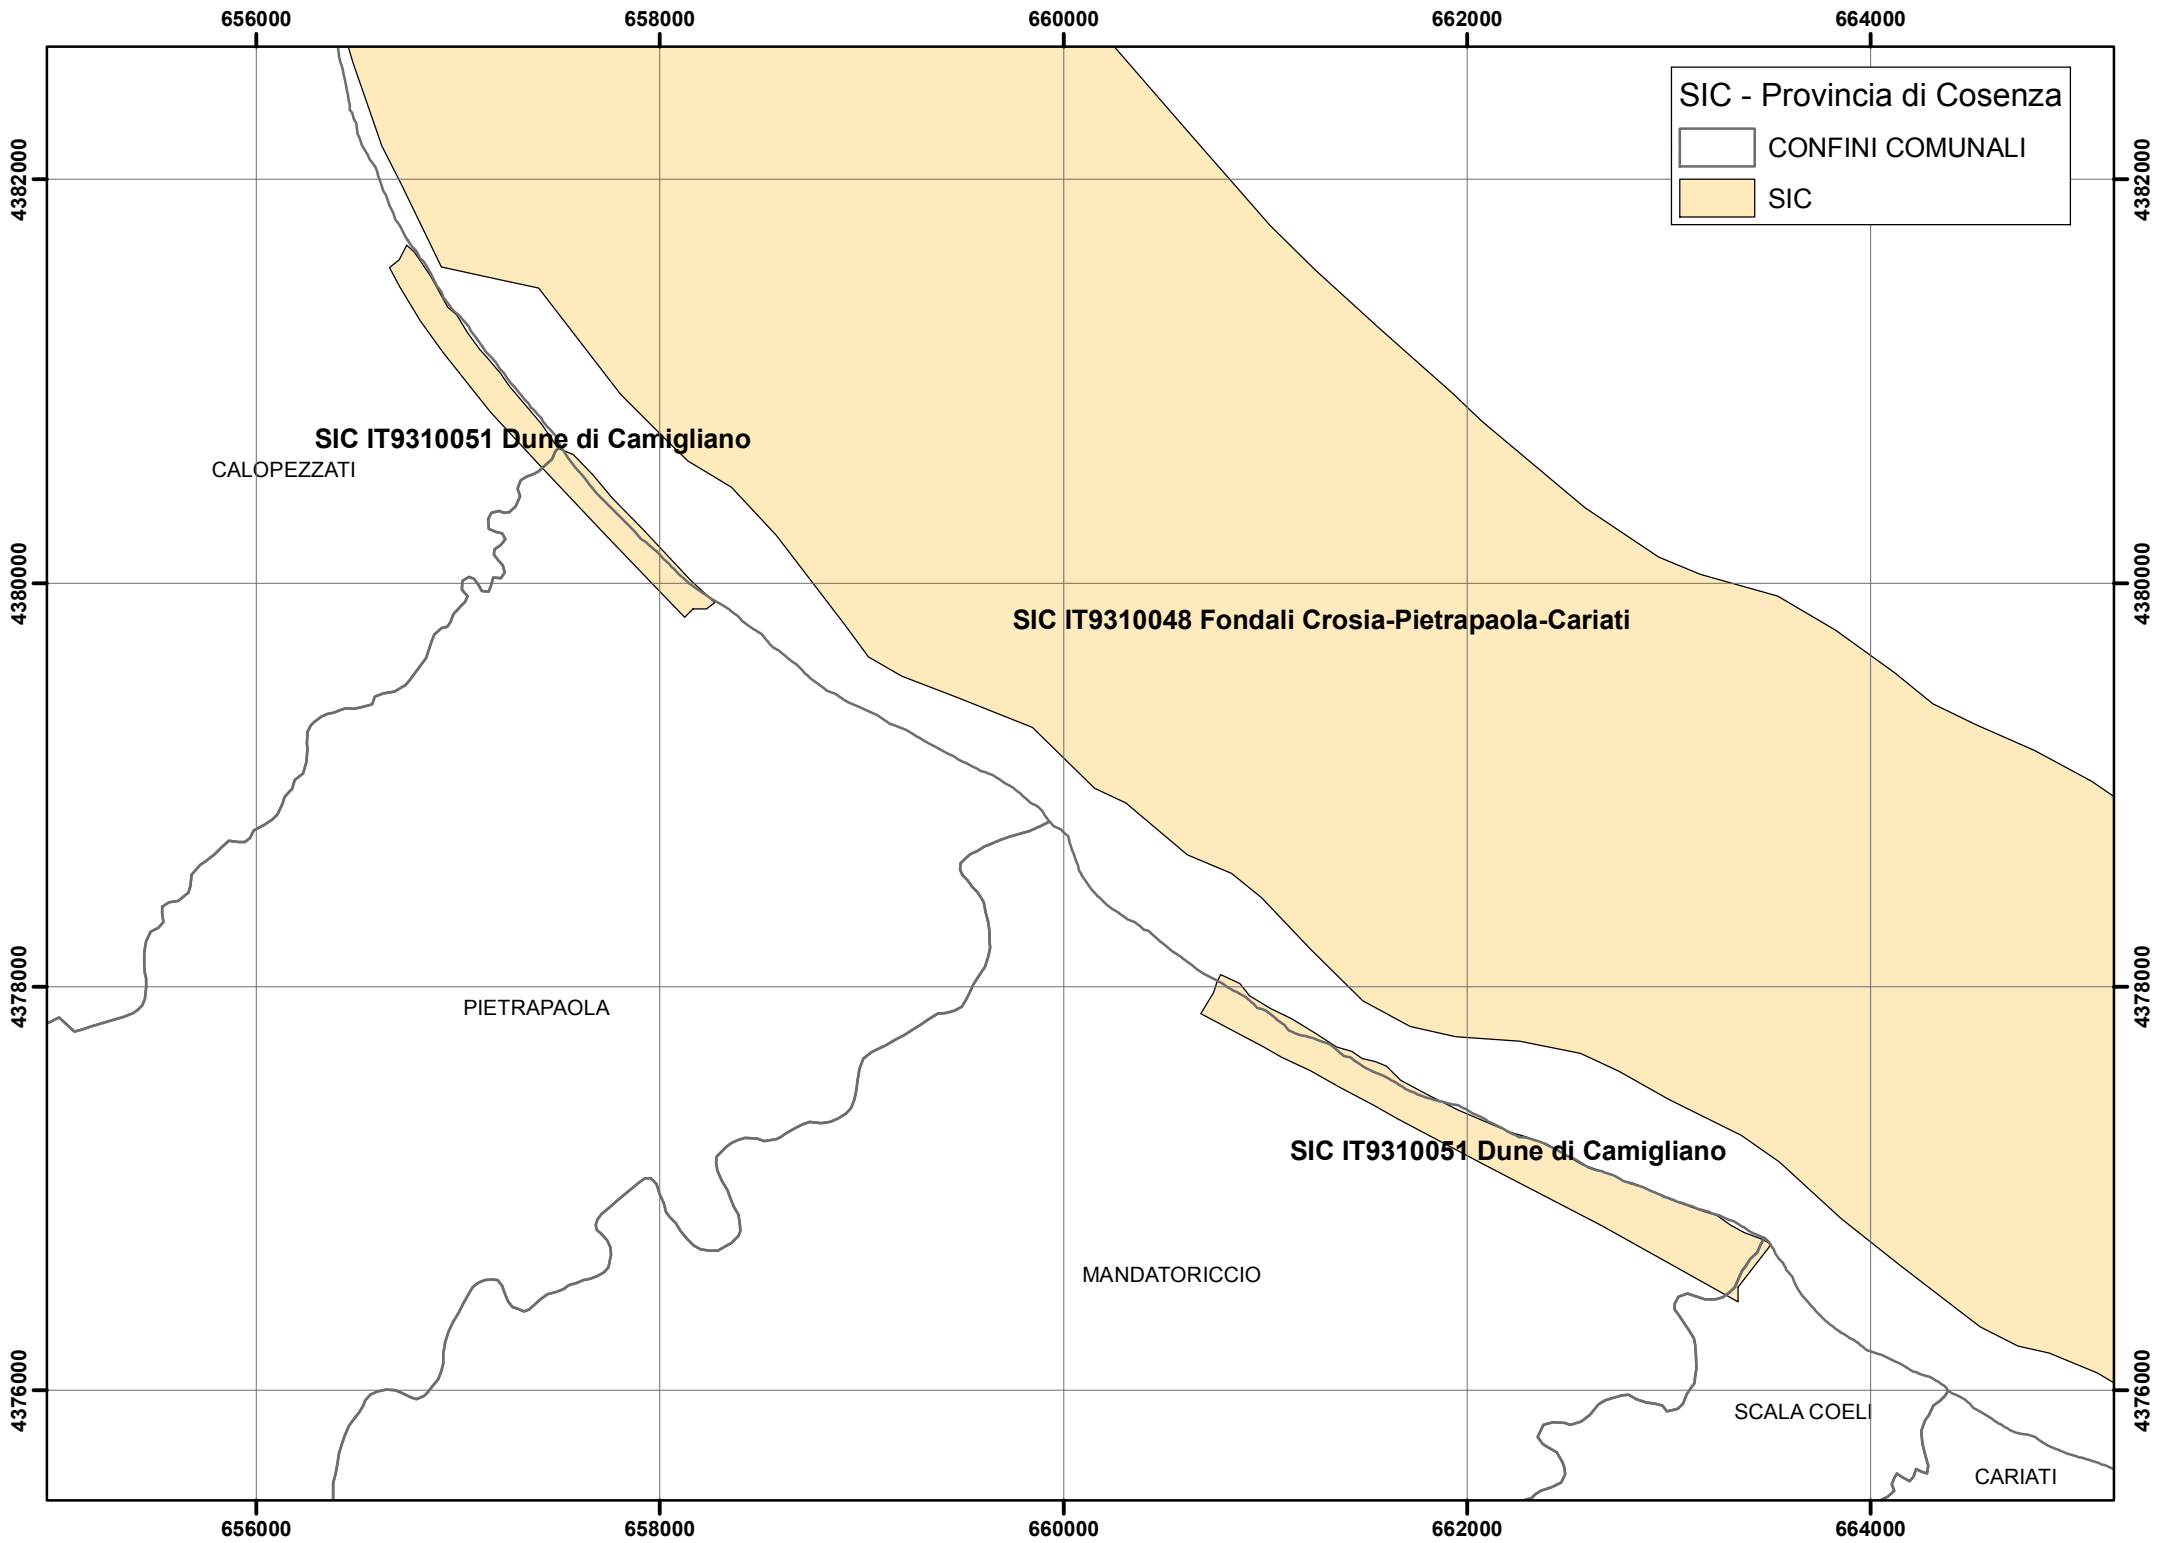 656000 658000 660000 662000 664000
SIC - Provincia di Cosenza
CONFINI COMUNALI
SIC
4382000 4382000
SIC IT9310051 Dune di Camigliano
CALOPEZZATI
4380000 4380000
SIC IT9310048 Fondali Crosia-Pietrapaola-Cariati
4378000 4378000
PIETRAPAOLA
SIC IT9310051 Dune di Camigliano
MANDATORICCIO
4376000 4376000
SCALA COELI
CARIATI
656000 658000 660000 662000 664000